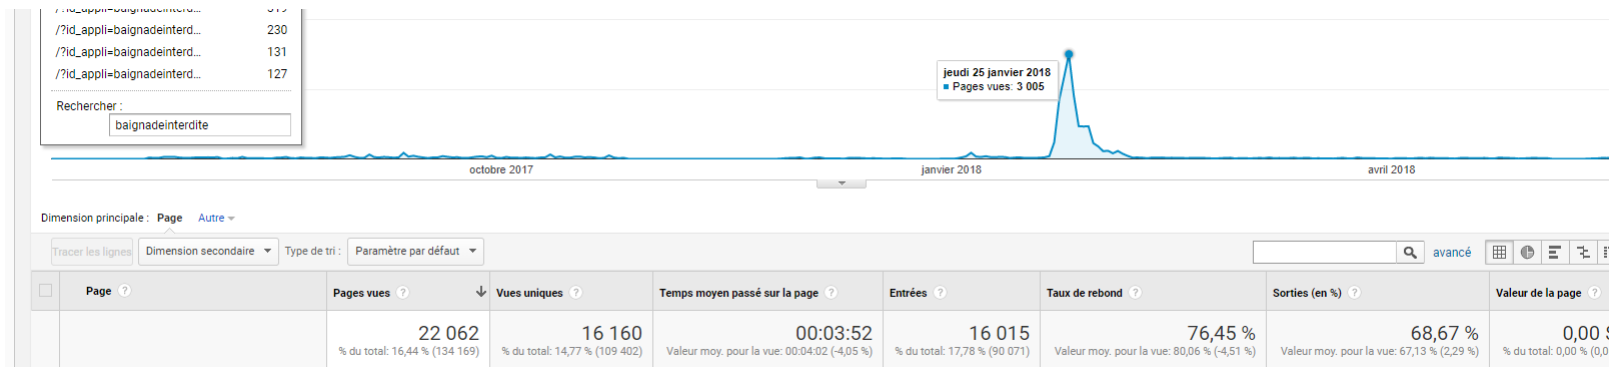 /?id_appli=baignadeinterd... 319
/?id_appli=baignadeinterd... 230
/?id_appli=baignadeinterd... 131
/?id_appli=baignadeinterd... 127
Rechercher :
baignadeinterdite
jeudi 25 janvier 2018
Pages vues: 3 005
octobre 2017 janvier 2018 avril 2018
Dimension principale : Page Autre
Tracer les lignes Dimension secondaire Type de tri : Paramètre par défaut avancé
Page ? Pages vues ? Vues uniques ? Temps moyen passé sur la page ? Entrées ? Taux de rebond ? Sorties (en %) ? Valeur de la page ?
22 062 16 160 00:03:52 16 015 76,45 % 68,67 % 0,00 $
% du total: 16,44 % (134 169) % du total: 14,77 % (109 402) Valeur moy. pour la vue: 00:04:02 (-4,05 %) % du total: 17,78 % (90 071) Valeur moy. pour la vue: 80,06 % (-4,51 %) Valeur moy. pour la vue: 67,13 % (2,29 %) % du total: 0,00 % (0,0